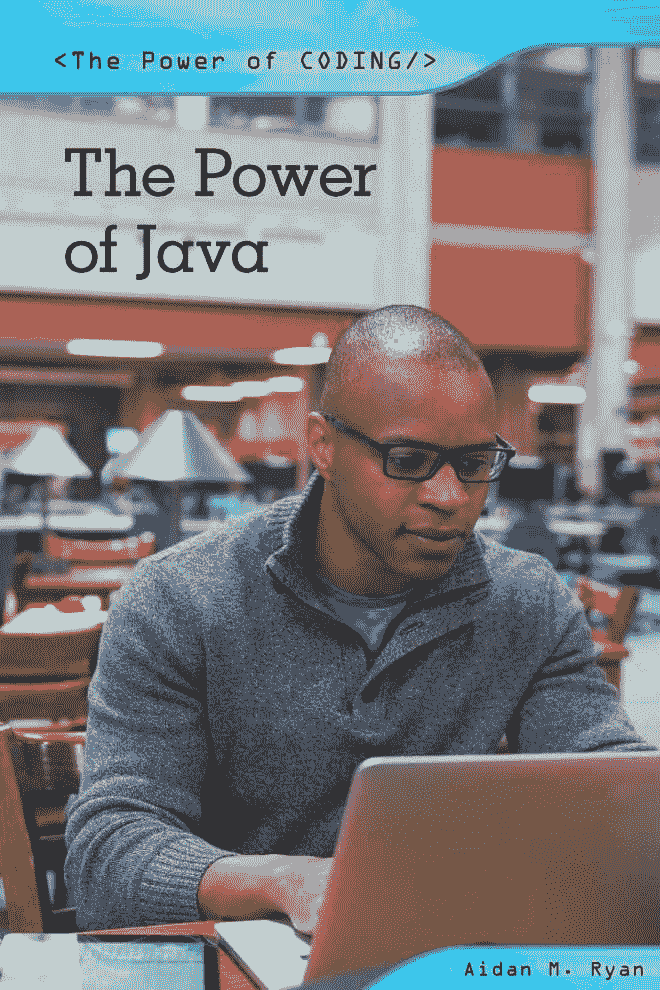 <The Power of CODING/>
The Power
of Java
Aidan M. Ryan